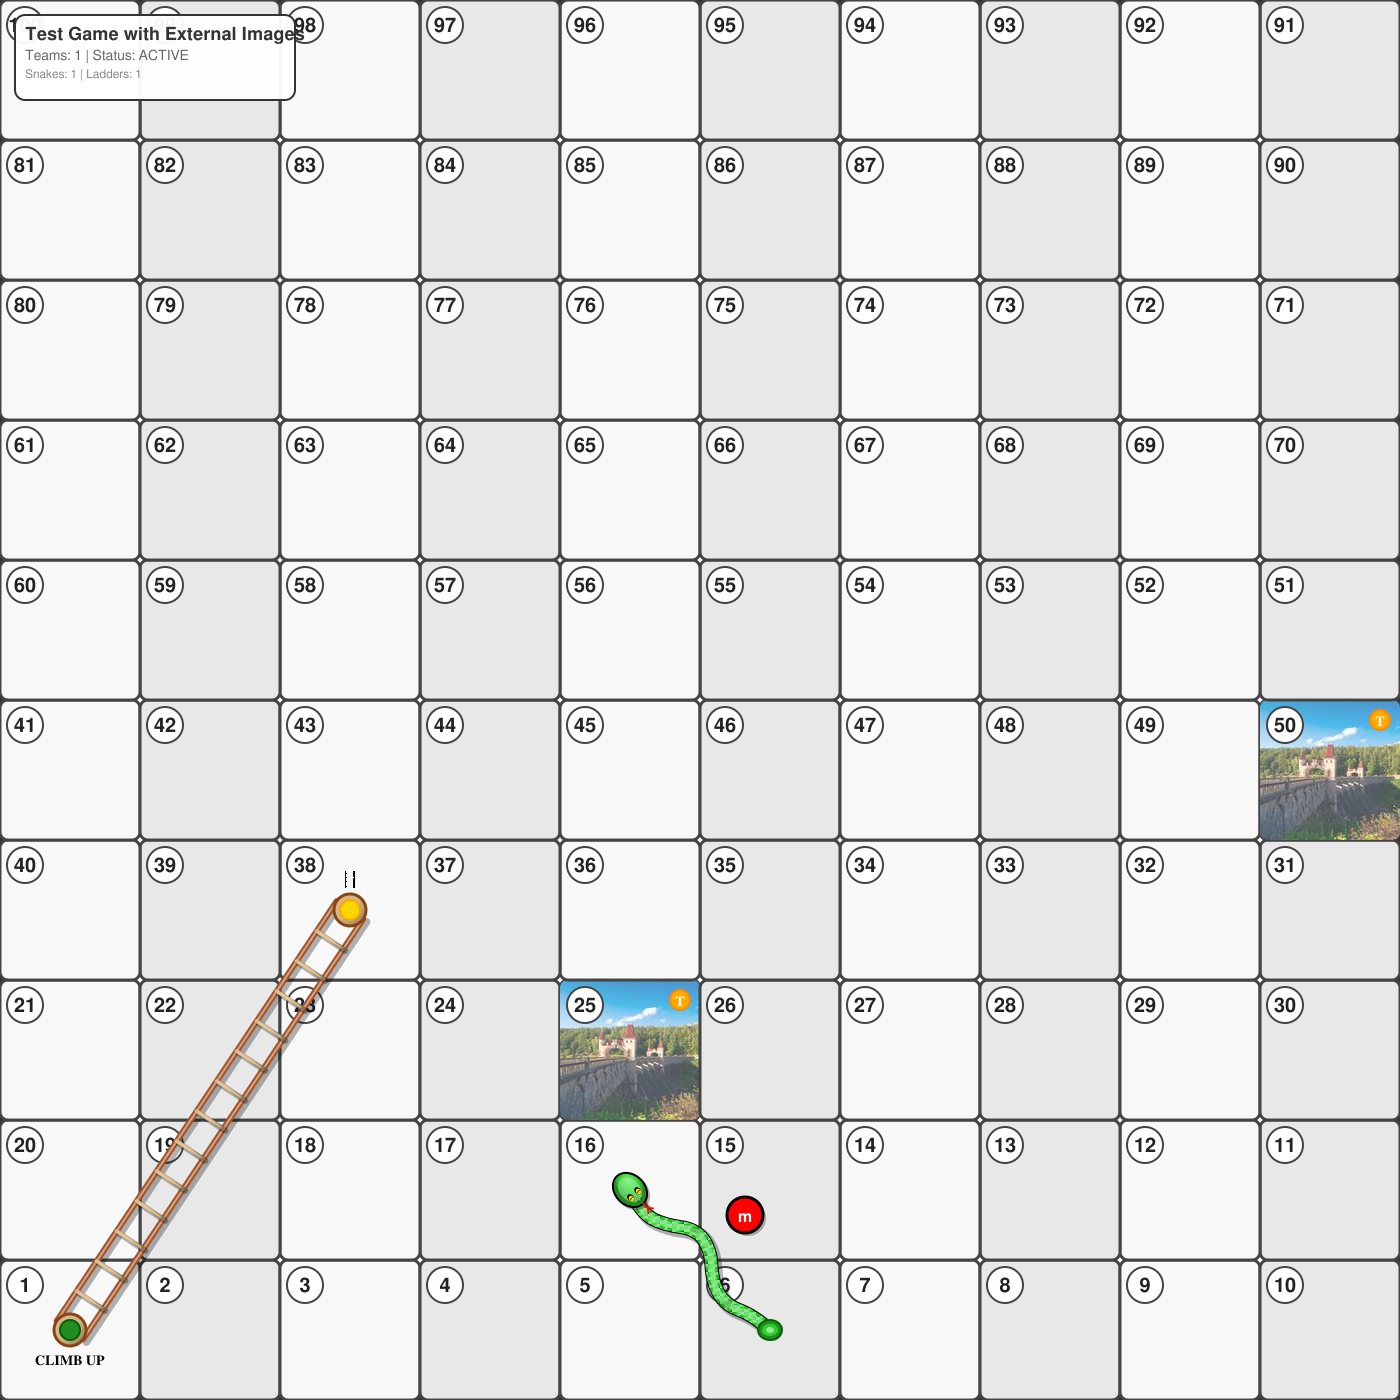 Test Game with External Images
Teams: 1 | Status: ACTIVE
Snakes: 1 | Ladders: 1
98 97 96 95 94 93 92 91
81 82 83 84 85 86 87 88 89 90
80 79 78 77 76 75 74 73 72 71
61 62 63 64 65 66 67 68 69 70
60 59 58 57 56 55 54 53 52 51
41 42 43 44 45 46 47 48 49 50 T
40 39 38 37 36 35 34 33 32 31
21 22 23 24 25 T 26 27 28 29 30
20 19 18 17 16 15 14 13 12 11
m
1 2 3 4 5 6 7 8 9 10
CLIMB UP